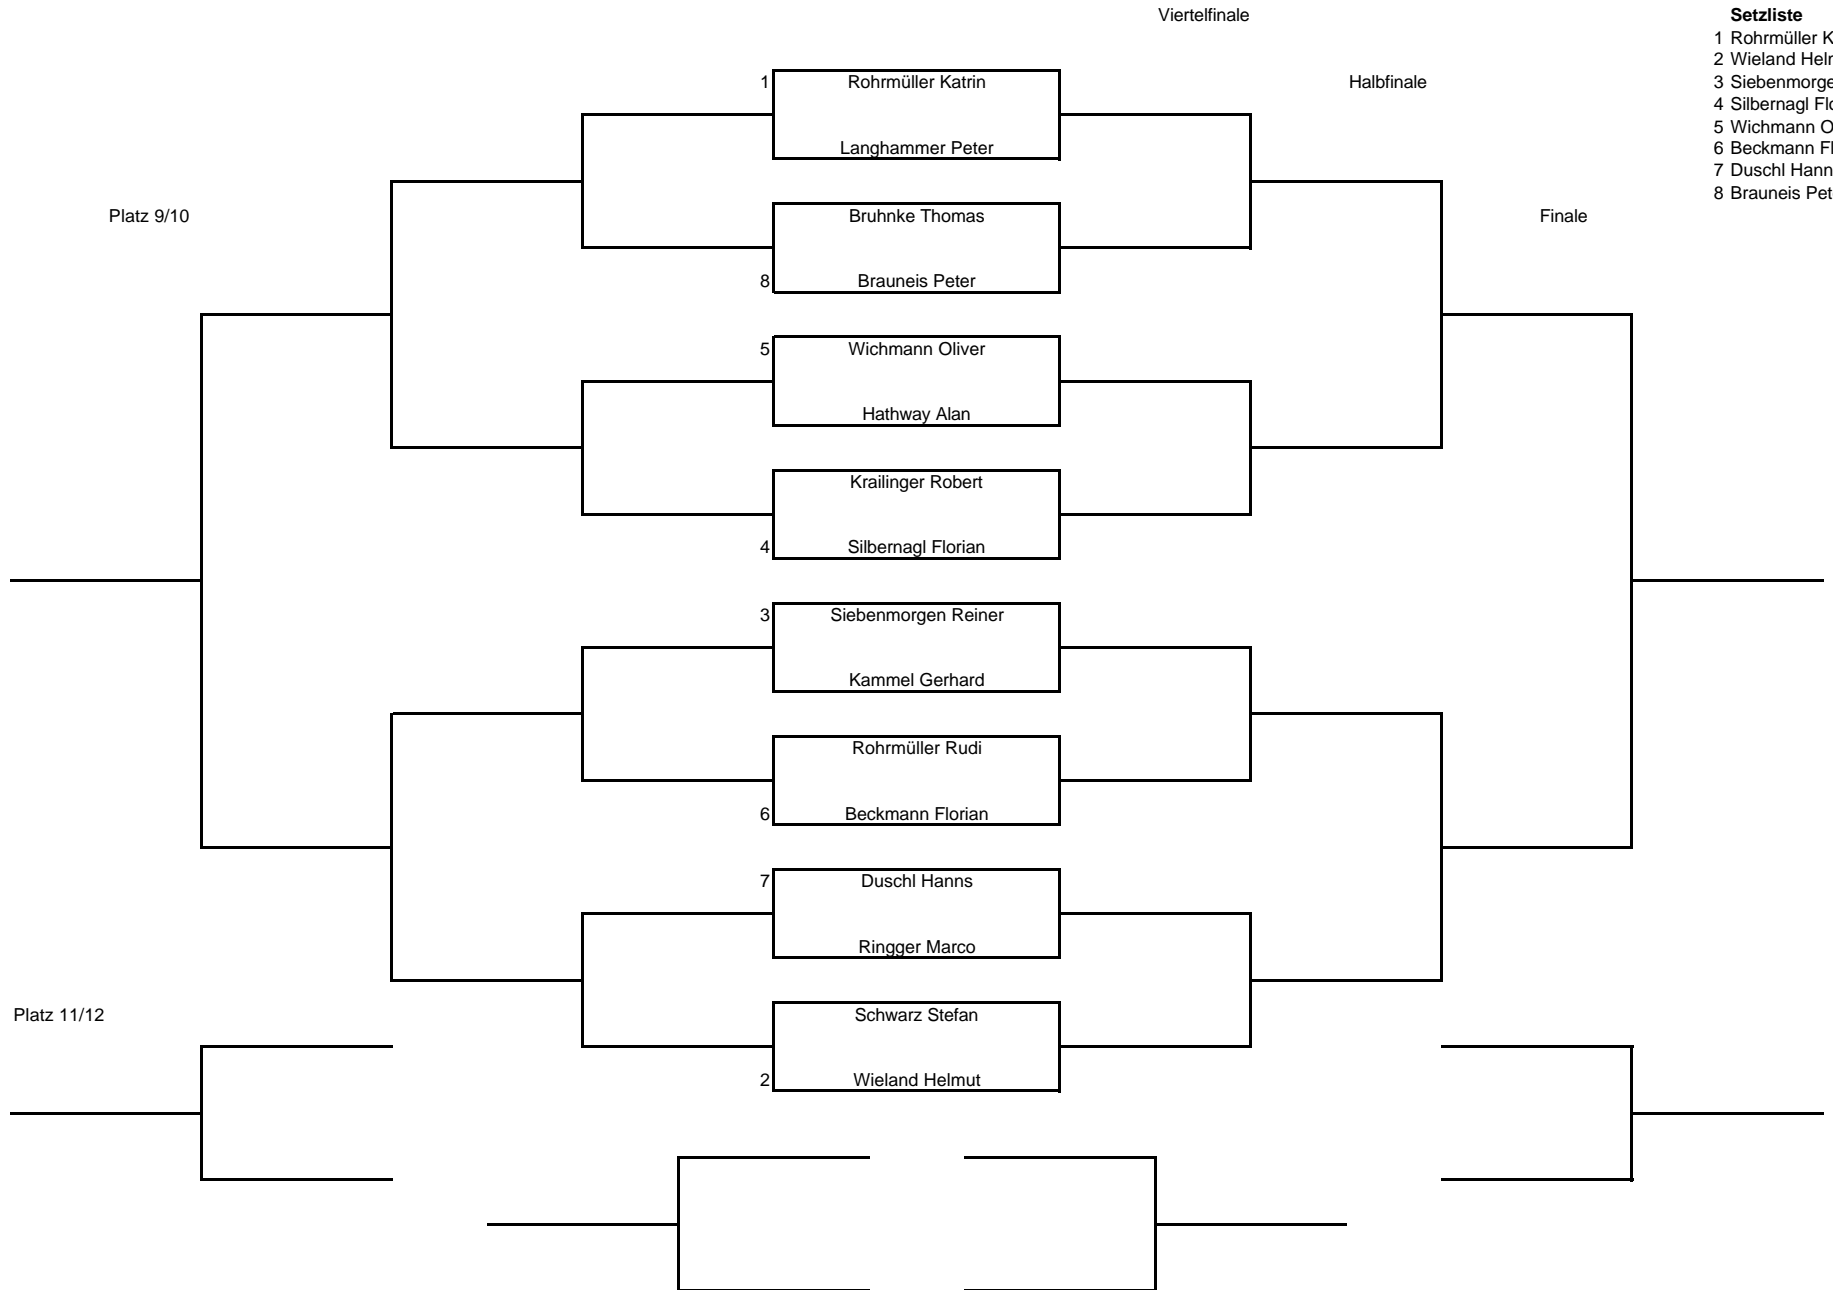 Viertelfinale
Setzliste
1 Rohrmüller K
2 Wieland Helr
3 Siebenmorge
4 Silbernagl Flo
5 Wichmann O
6 Beckmann Fl
7 Duschl Hann
8 Brauneis Pet
1 Rohrmüller Katrin
Halbfinale
Langhammer Peter
Platz 9/10
Bruhnke Thomas
Finale
8 Brauneis Peter
5 Wichmann Oliver
Hathway Alan
Krailinger Robert
4 Silbernagl Florian
3 Siebenmorgen Reiner
Kammel Gerhard
Rohrmüller Rudi
6 Beckmann Florian
7 Duschl Hanns
Ringger Marco
Platz 11/12
Schwarz Stefan
2 Wieland Helmut